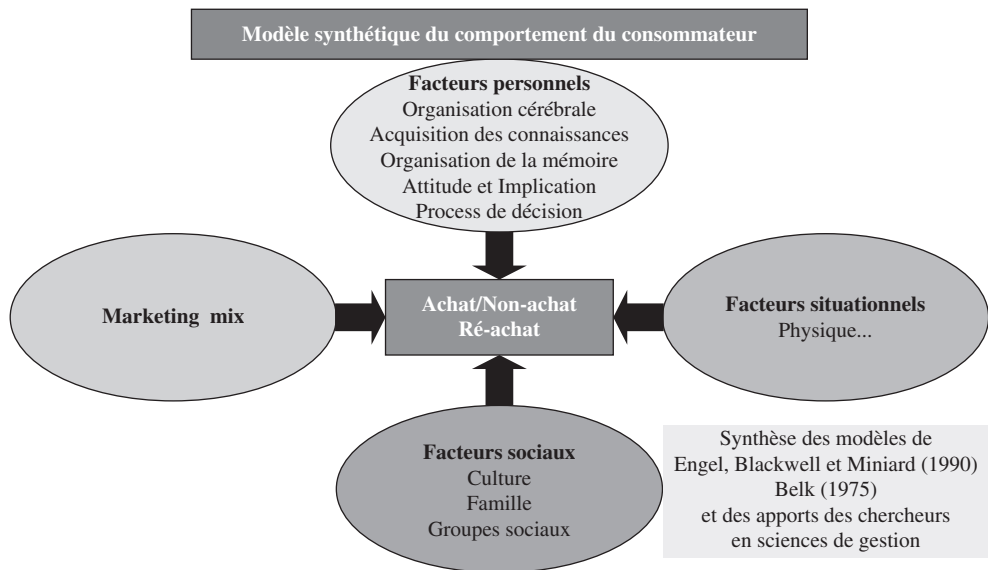 Modèle synthétique du comportement du consommateur
Facteurs personnels
Organisation cérébrale
Acquisition des connaissances
Organisation de la mémoire
Attitude et Implication
Process de décision
Marketing mix
Achat/Non-achat
Ré-achat
Facteurs situationnels
Physique...
Facteurs sociaux
Culture
Famille
Groupes sociaux
Synthèse des modèles de
Engel, Blackwell et Miniard (1990)
Belk (1975)
et des apports des chercheurs
en sciences de gestion